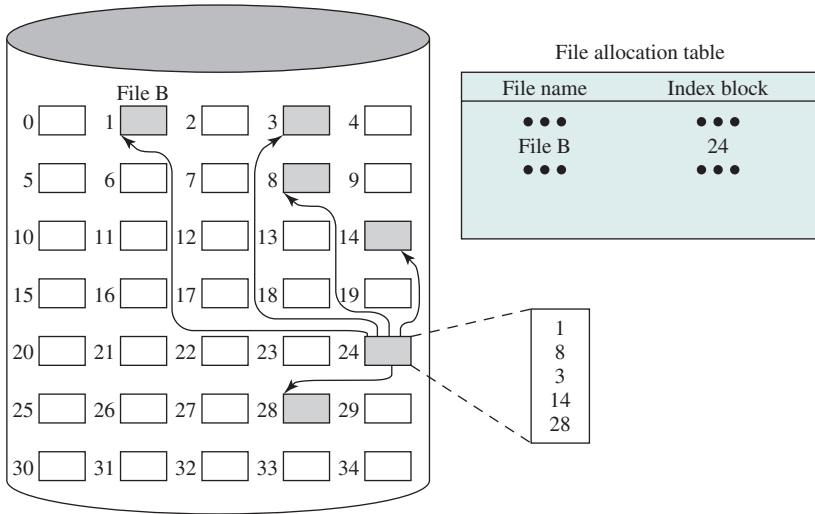 File allocation table
File name Index block
••• •••
File B 24
••• •••
File B
0 1 2 3 4
5 6 7 8 9
10 11 12 13 14
15 16 17 18 19
20 21 22 23 24
25 26 27 28 29
30 31 32 33 34
1
8
3
14
28